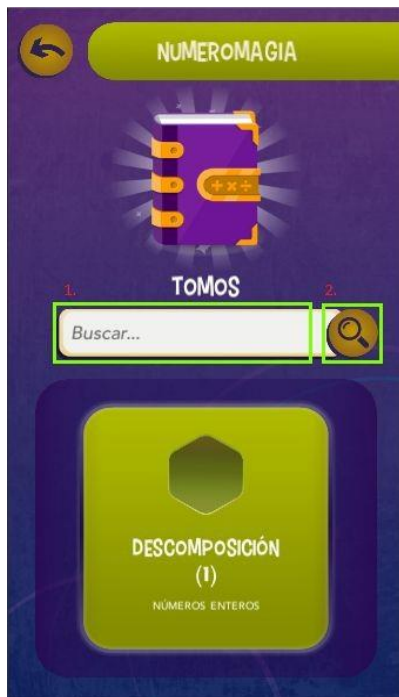 NUMEROMAGIA
+ × ÷
TOMOS
1. 2.
Buscar...
DESCOMPOSICIÓN
(1)
NÚMEROS ENTEROS